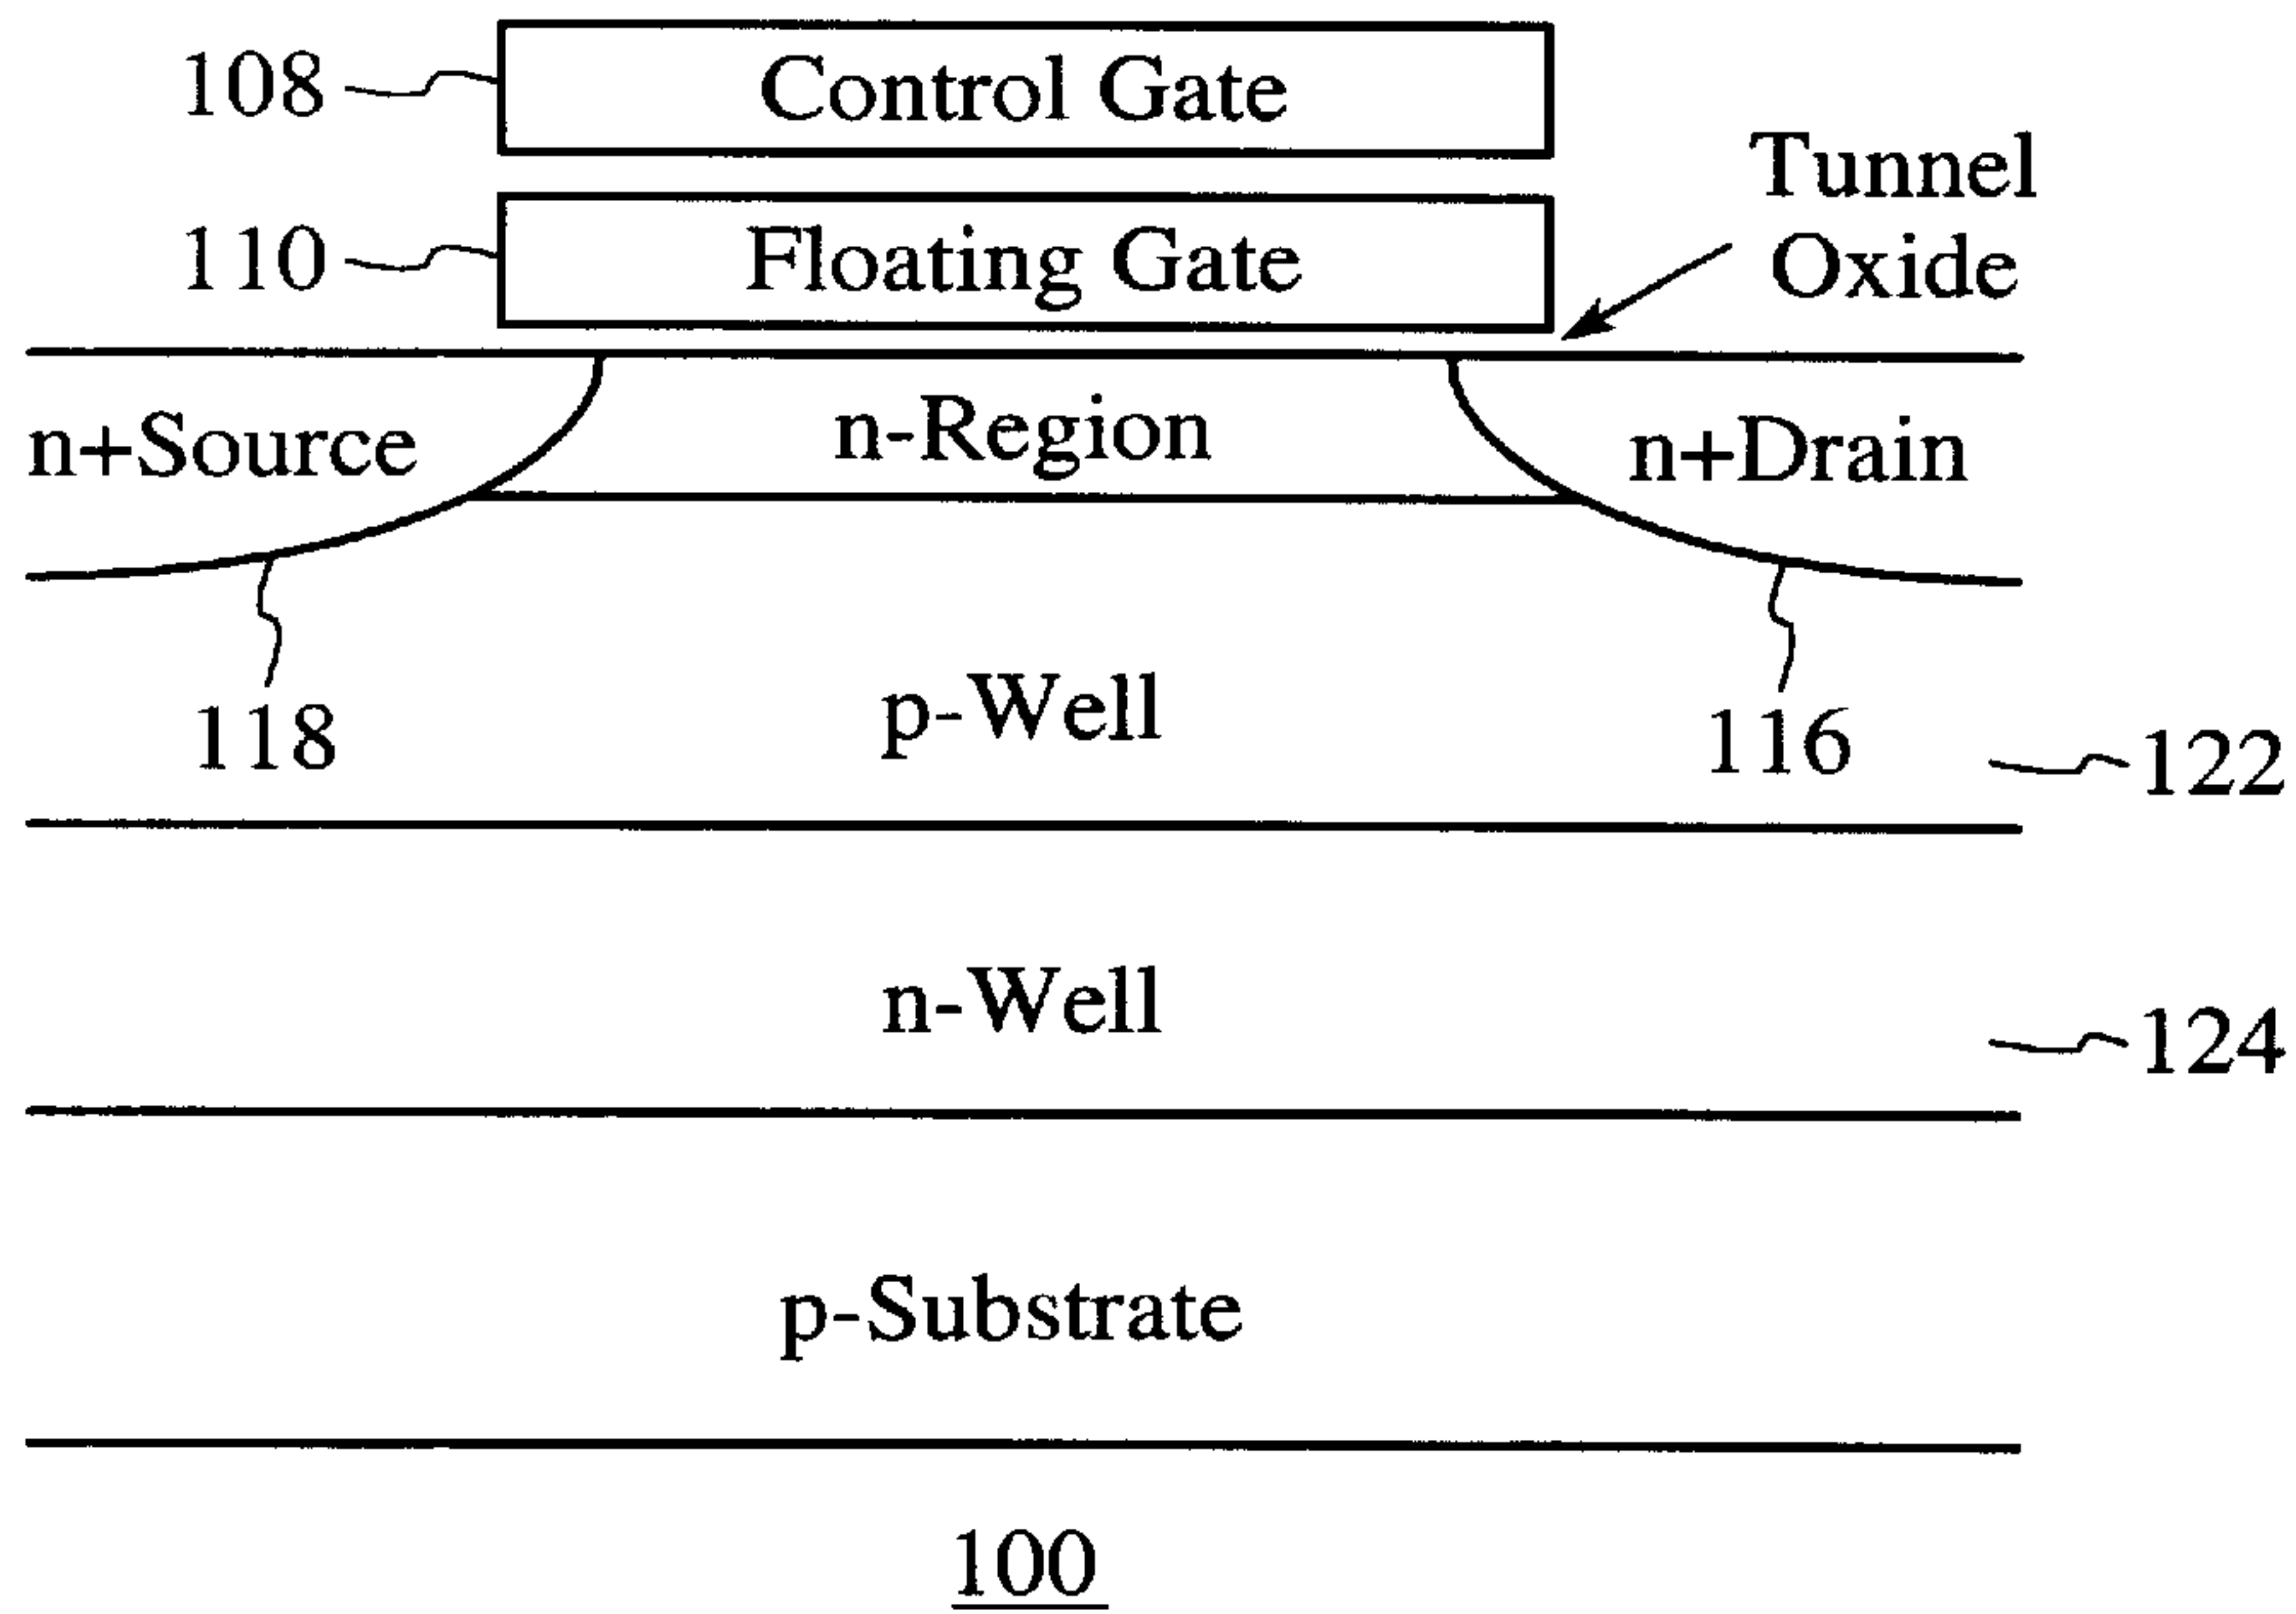 108
Control Gate
110
Floating Gate
Tunnel
Oxide
n+Source
n-Region
n+Drain
118
p-Well
116
122
n-Well
124
p-Substrate
100